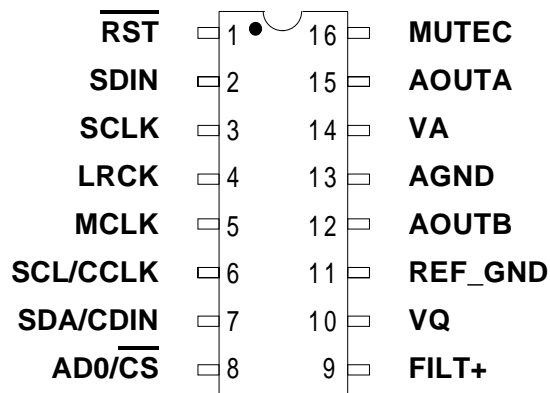 RST 1 16 MUTEC
SDIN 2 15 AOUTA
SCLK 3 14 VA
LRCK 4 13 AGND
MCLK 5 12 AOUTB
SCL/CCLK 6 11 REF_GND
SDA/CDIN 7 10 VQ
AD0/CS 8 9 FILT+